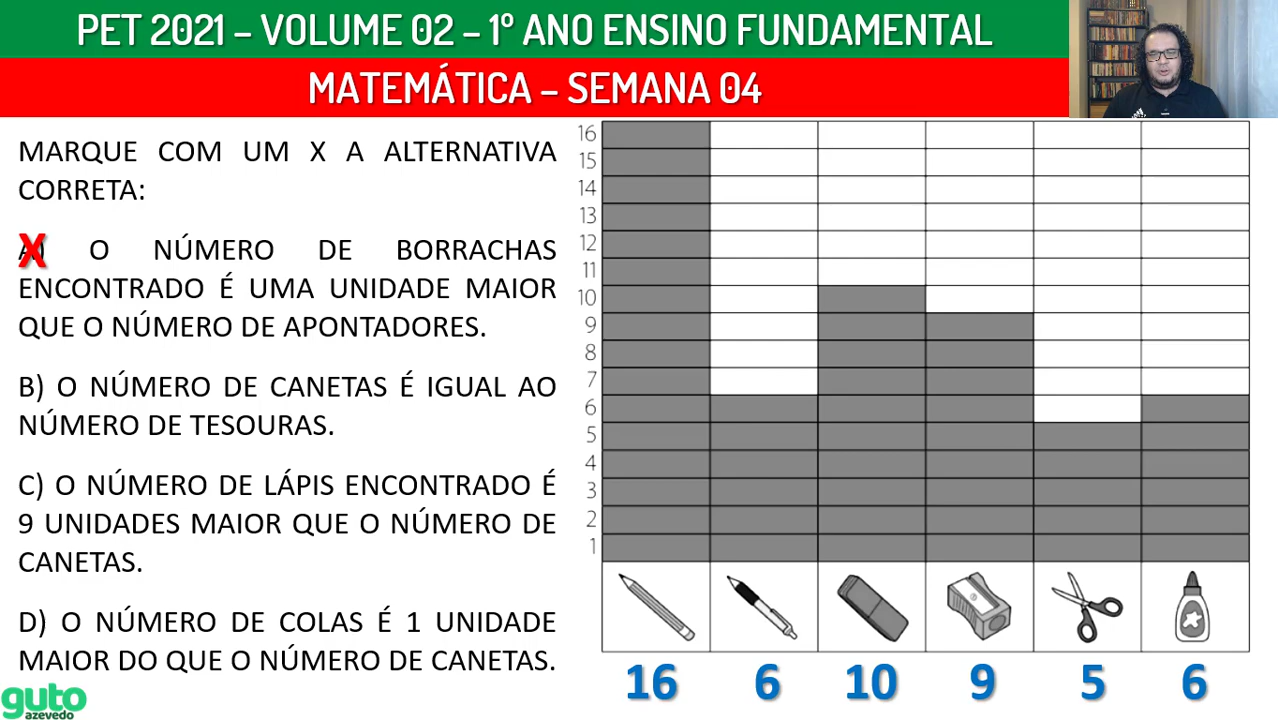 PET 2021 – VOLUME 02 – 1º ANO ENSINO FUNDAMENTAL
MATEMÁTICA – SEMANA 04
MARQUE COM UM X A ALTERNATIVA
CORRETA:
X
A) O NÚMERO DE BORRACHAS
ENCONTRADO É UMA UNIDADE MAIOR
QUE O NÚMERO DE APONTADORES.
B) O NÚMERO DE CANETAS É IGUAL AO
NÚMERO DE TESOURAS.
C) O NÚMERO DE LÁPIS ENCONTRADO É
9 UNIDADES MAIOR QUE O NÚMERO DE
CANETAS.
D) O NÚMERO DE COLAS É 1 UNIDADE
MAIOR DO QUE O NÚMERO DE CANETAS.
guto
azevedo
16
15
14
13
12
11
10
9
8
7
6
5
4
3
2
1
16 6 10 9 5 6